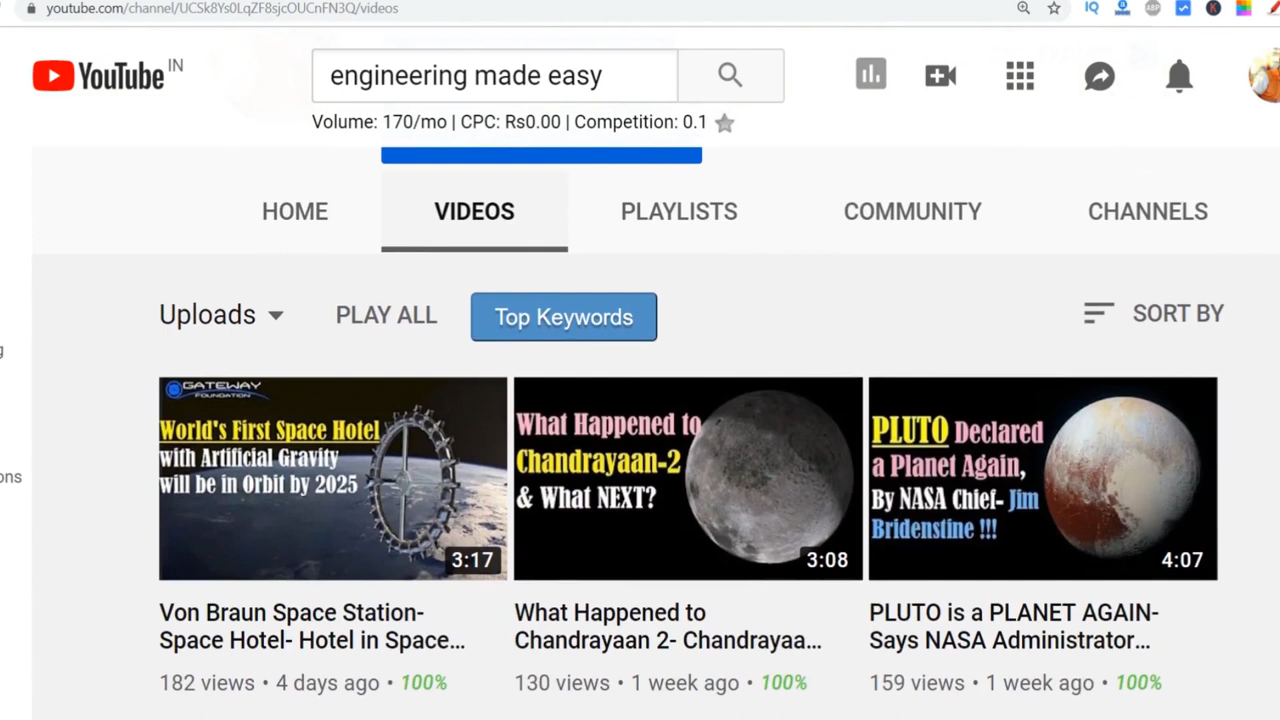 youtube.com/channel/UCSk8Ys0LqZF8sjcOUCnFN3Q/videos
IQ
ABP
K
YouTube IN
engineering made easy
Volume: 170/mo | CPC: Rs0.00 | Competition: 0.1
HOME
VIDEOS
PLAYLISTS
COMMUNITY
CHANNELS
Uploads
PLAY ALL
Top Keywords
SORT BY
ons
GATEWAY
FOUNDATION
World's First Space Hotel
with Artificial Gravity
will be in Orbit by 2025
3:17
What Happened to
Chandrayaan-2
& What NEXT?
3:08
PLUTO Declared
a Planet Again,
By NASA Chief- Jim
Bridenstine !!!
4:07
Von Braun Space Station-
Space Hotel- Hotel in Space...
182 views • 4 days ago • 100%
What Happened to
Chandrayaan 2- Chandrayaa...
130 views • 1 week ago • 100%
PLUTO is a PLANET AGAIN-
Says NASA Administrator...
159 views • 1 week ago • 100%